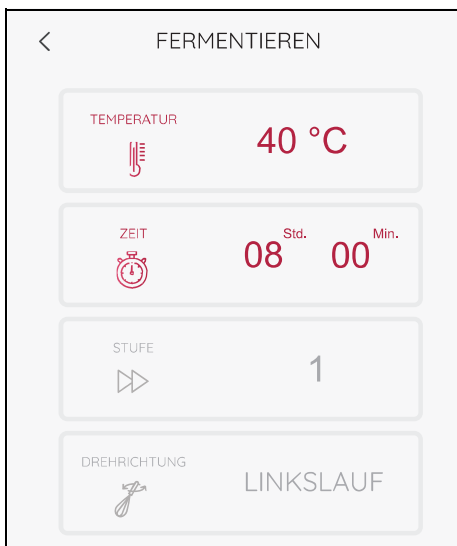 FERMENTIEREN
TEMPERATUR
40 °C
ZEIT
08 Std. 00 Min.
STUFE
1
DREHRICHTUNG
LINKSLAUF